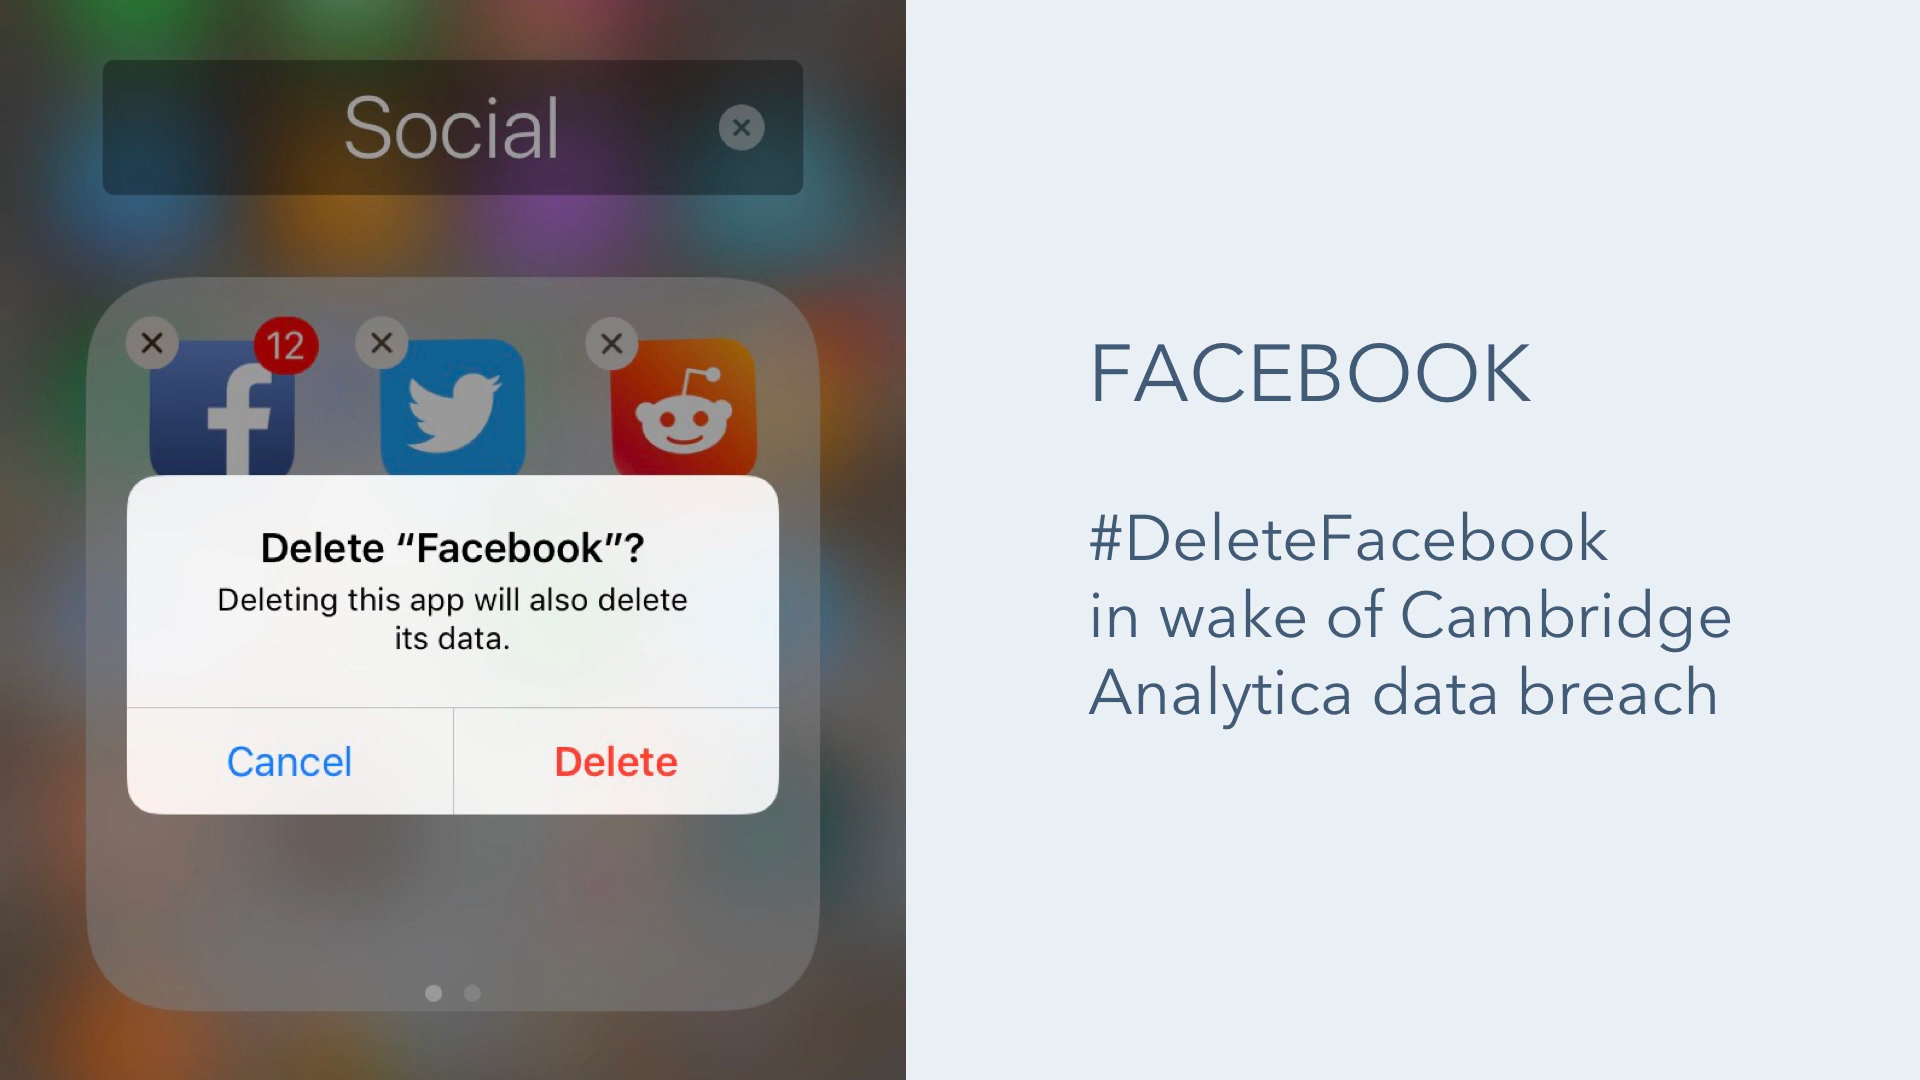 Social
12
Delete “Facebook”?
Deleting this app will also delete
its data.
Cancel
Delete
FACEBOOK
#DeleteFacebook
in wake of Cambridge
Analytica data breach